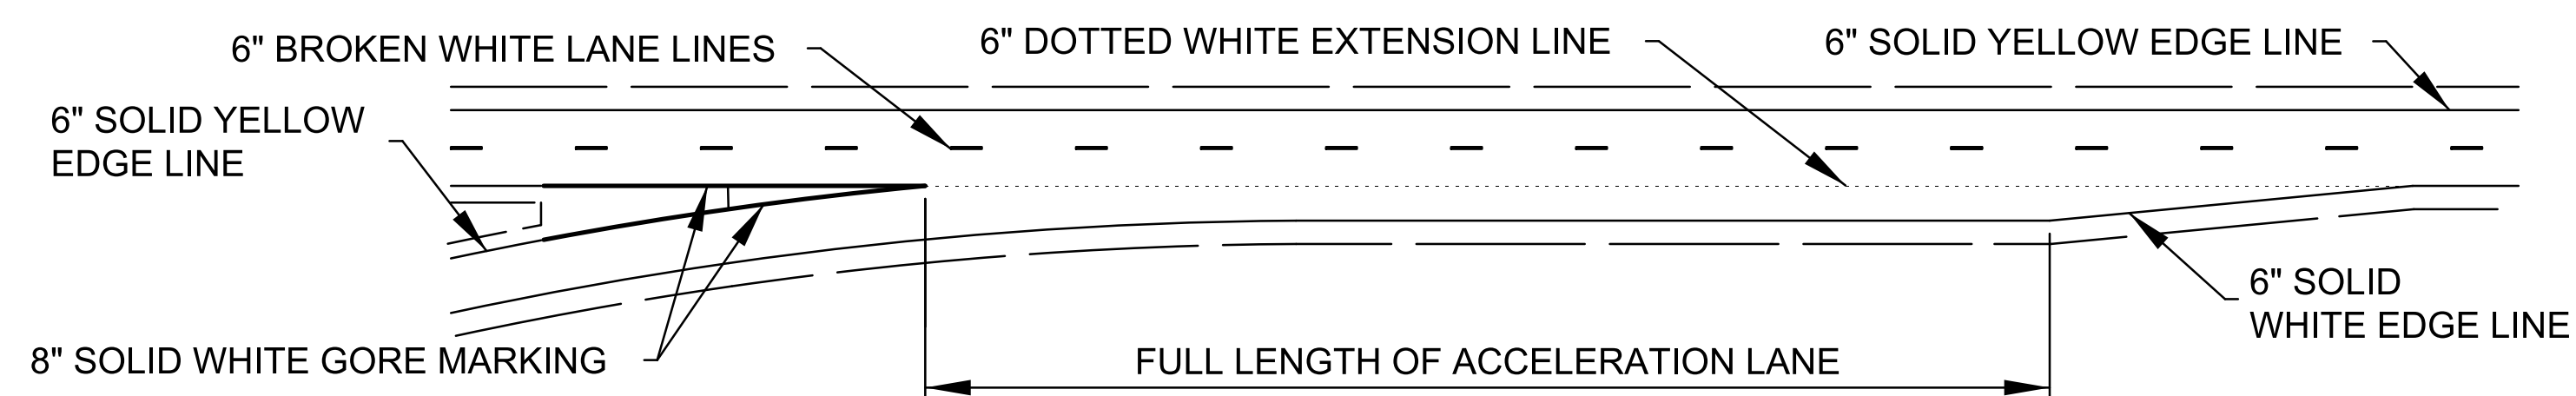 6" BROKEN WHITE LANE LINES
6" DOTTED WHITE EXTENSION LINE
6" SOLID YELLOW EDGE LINE
6" SOLID YELLOW
EDGE LINE
6" SOLID
WHITE EDGE LINE
8" SOLID WHITE GORE MARKING
FULL LENGTH OF ACCELERATION LANE